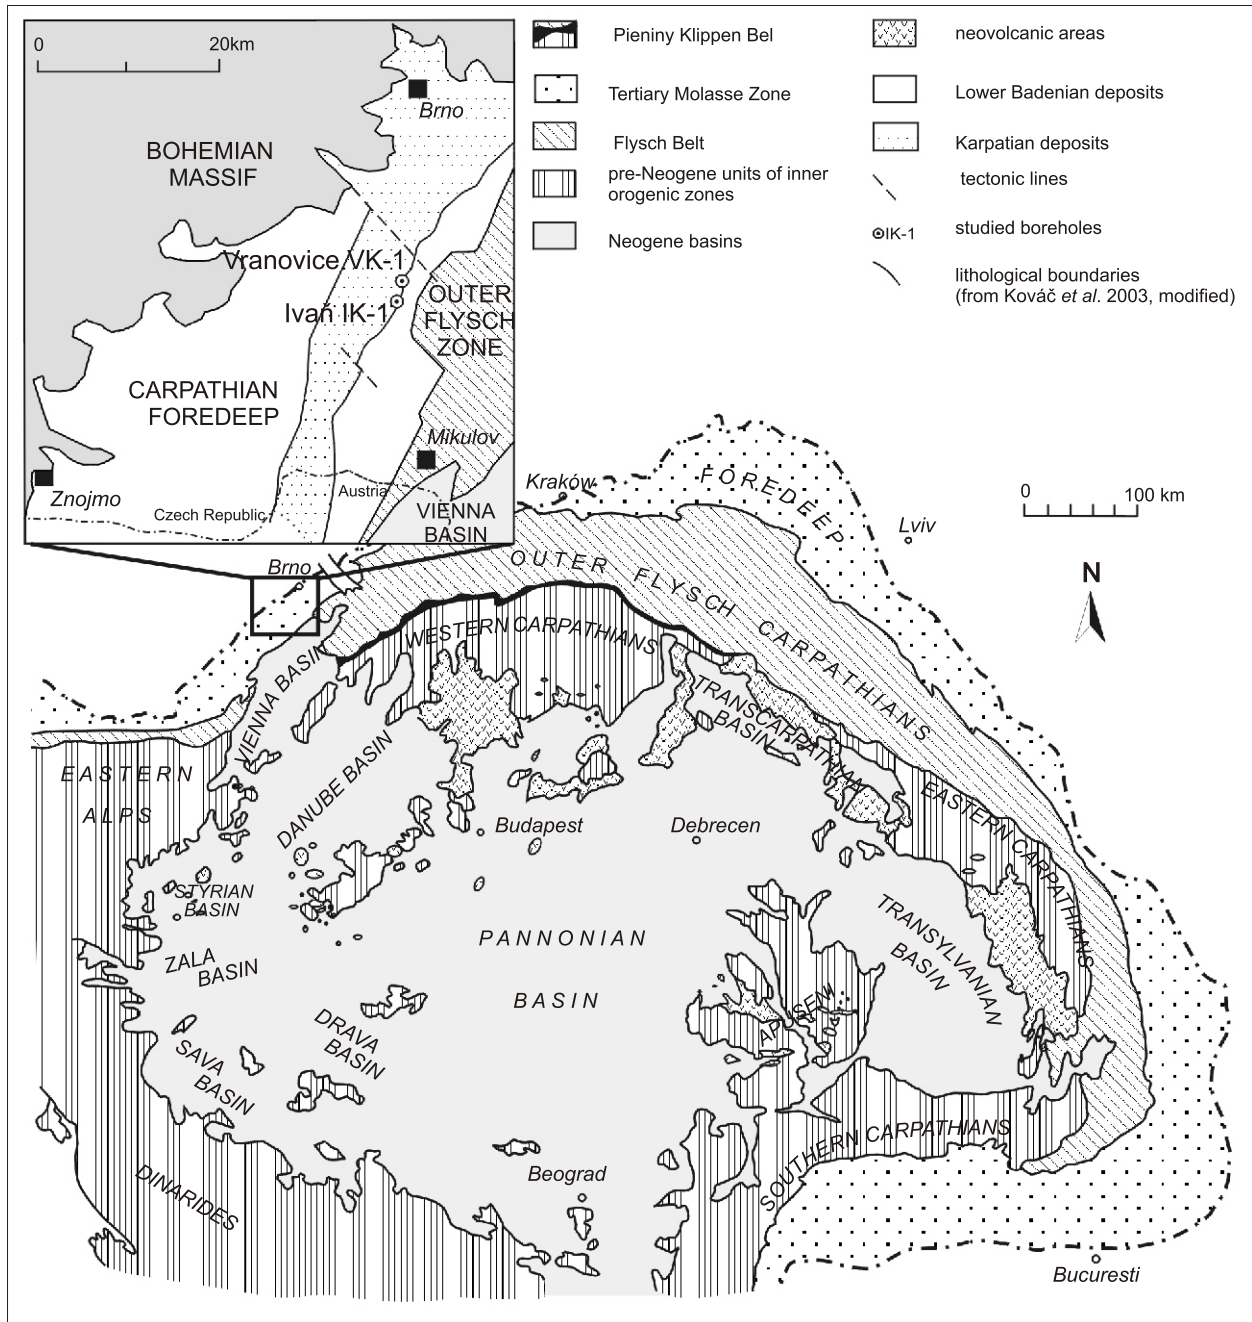 0
20km
Brno
BOHEMIAN
MASSIF
Vranovice VK-1
Ivaň IK-1
OUTER
FLYSCH
ZONE
CARPATHIAN
FOREDEEP
Mikulov
Znojmo
Austria
Czech Republic
VIENNA
BASIN
Pieniny Klippen Bel
Tertiary Molasse Zone
Flysch Belt
pre-Neogene units of inner
orogenic zones
Neogene basins
neovolcanic areas
Lower Badenian deposits
Karpatian deposits
tectonic lines
IK-1
studied boreholes
lithological boundaries
(from Kováč et al. 2003, modified)
Kraków
FOREDEEP
Lviv
0
100 km
N
Brno
OUTER FLYSCH CARPATHIANS
WESTERN CARPATHIANS
VIENNA BASIN
TRANSCARPATHIAN
BASIN
EASTERN
ALPS
DANUBE BASIN
EASTERN CARPATHIANS
Budapest
Debrecen
STYRIAN
BASIN
TRANSYLVANIAN
BASIN
PANNONIAN
BASIN
ZALA
BASIN
DRAVA
BASIN
APUSENI
SAVA
BASIN
SOUTHERN CARPATHIANS
DINARIDES
Beograd
Bucuresti